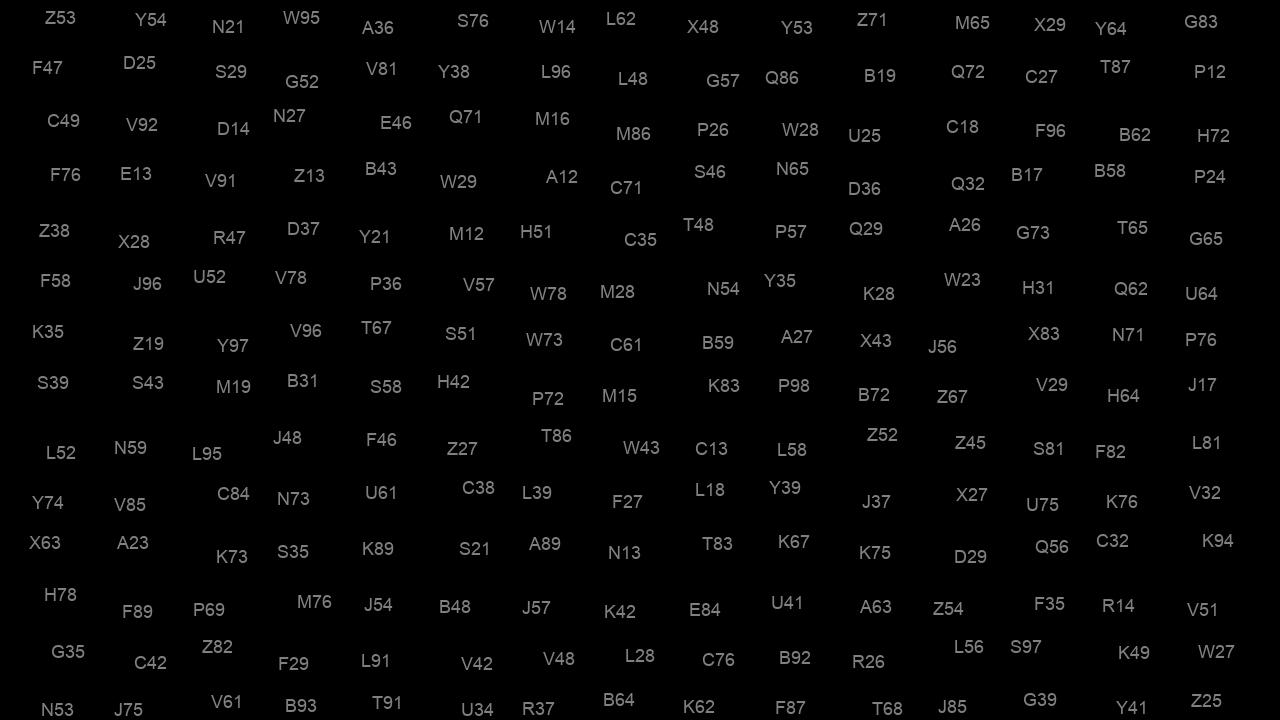 Z53 Y54 N21 W95 A36 S76 W14 L62 X48 Y53 Z71 M65 X29 Y64 G83
F47 D25 S29 G52 V81 Y38 L96 L48 G57 Q86 B19 Q72 C27 T87 P12
C49 V92 D14 N27 E46 Q71 M16 M86 P26 W28 U25 C18 F96 B62 H72
F76 E13 V91 Z13 B43 W29 A12 C71 S46 N65 D36 Q32 B17 B58 P24
Z38 X28 R47 D37 Y21 M12 H51 C35 T48 P57 Q29 A26 G73 T65 G65
F58 J96 U52 V78 P36 V57 W78 M28 N54 Y35 K28 W23 H31 Q62 U64
K35 Z19 Y97 V96 T67 S51 W73 C61 B59 A27 X43 J56 X83 N71 P76
S39 S43 M19 B31 S58 H42 P72 M15 K83 P98 B72 Z67 V29 H64 J17
L52 N59 L95 J48 F46 Z27 T86 W43 C13 L58 Z52 Z45 S81 F82 L81
Y74 V85 C84 N73 U61 C38 L39 F27 L18 Y39 J37 X27 U75 K76 V32
X63 A23 K73 S35 K89 S21 A89 N13 T83 K67 K75 D29 Q56 C32 K94
H78 F89 P69 M76 J54 B48 J57 K42 E84 U41 A63 Z54 F35 R14 V51
G35 C42 Z82 F29 L91 V42 V48 L28 C76 B92 R26 L56 S97 K49 W27
N53 J75 V61 B93 T91 U34 R37 B64 K62 F87 T68 J85 G39 Y41 Z25